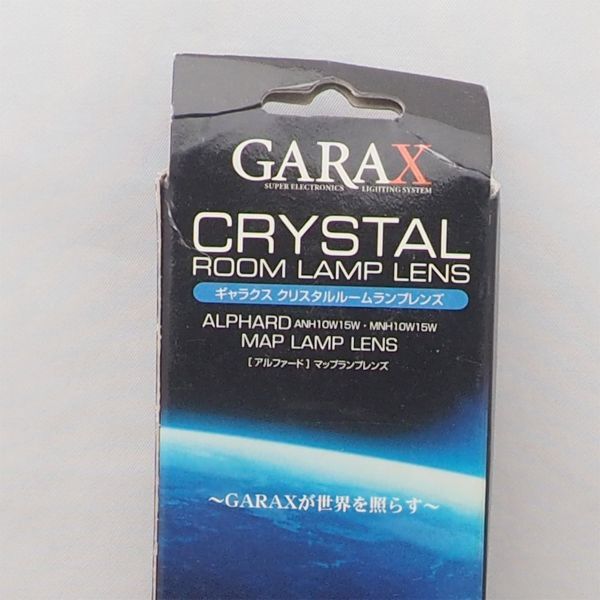 GARAX
SUPER ELECTRONICS LIGHTING SYSTEM
CRYSTAL
ROOM LAMP LENS
ギャラクス クリスタルルームランプレンズ
ALPHARD ANH10W15W・MNH10W15W
MAP LAMP LENS
[アルファード] マップランプレンズ
～GARAXが世界を照らす～